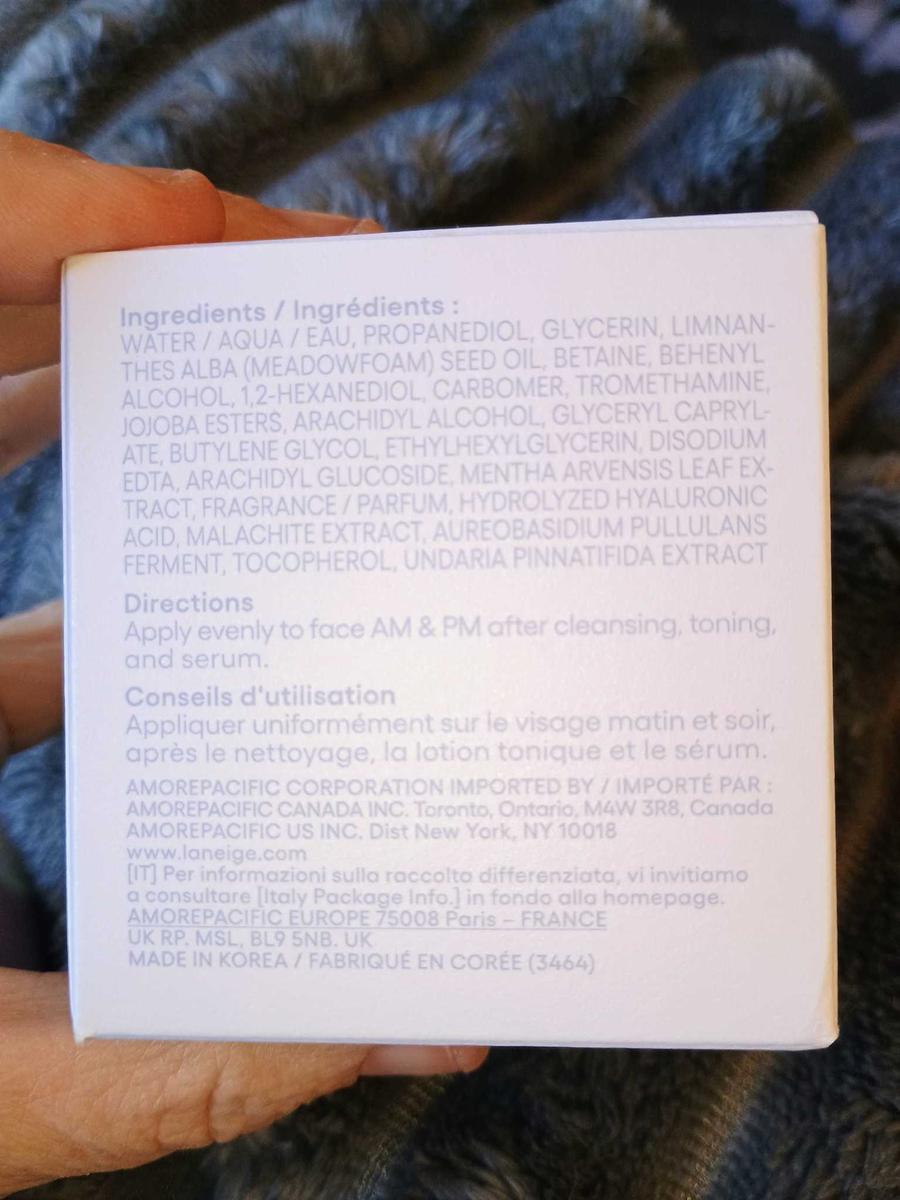 Ingredients / Ingrédients :
WATER / AQUA / EAU, PROPANEDIOL, GLYCERIN, LIMNAN-
THES ALBA (MEADOWFOAM) SEED OIL, BETAINE, BEHENYL
ALCOHOL, 1,2-HEXANEDIOL, CARBOMER, TROMETHAMINE,
JOJOBA ESTERS, ARACHIDYL ALCOHOL, GLYCERYL CAPRYL-
ATE, BUTYLENE GLYCOL, ETHYLHEXYLGLYCERIN, DISODIUM
EDTA, ARACHIDYL GLUCOSIDE, MENTHA ARVENSIS LEAF EX-
TRACT, FRAGRANCE / PARFUM, HYDROLYZED HYALURONIC
ACID, MALACHITE EXTRACT, AUREOBASIDIUM PULLULANS
FERMENT, TOCOPHEROL, UNDARIA PINNATIFIDA EXTRACT
Directions
Apply evenly to face AM & PM after cleansing, toning,
and serum.
Conseils d'utilisation
Appliquer uniformément sur le visage matin et soir,
après le nettoyage, la lotion tonique et le sérum.
AMOREPACIFIC CORPORATION IMPORTED BY / IMPORTÉ PAR :
AMOREPACIFIC CANADA INC. Toronto, Ontario, M4W 3R8, Canada
AMOREPACIFIC US INC. Dist New York, NY 10018
www.laneige.com
[IT] Per informazioni sulla raccolta differenziata, vi invitiamo
a consultare [Italy Package Info.] in fondo alla homepage.
AMOREPACIFIC EUROPE 75008 Paris – FRANCE
UK RP. MSL, BL9 5NB. UK
MADE IN KOREA / FABRIQUÉ EN CORÉE (3464)